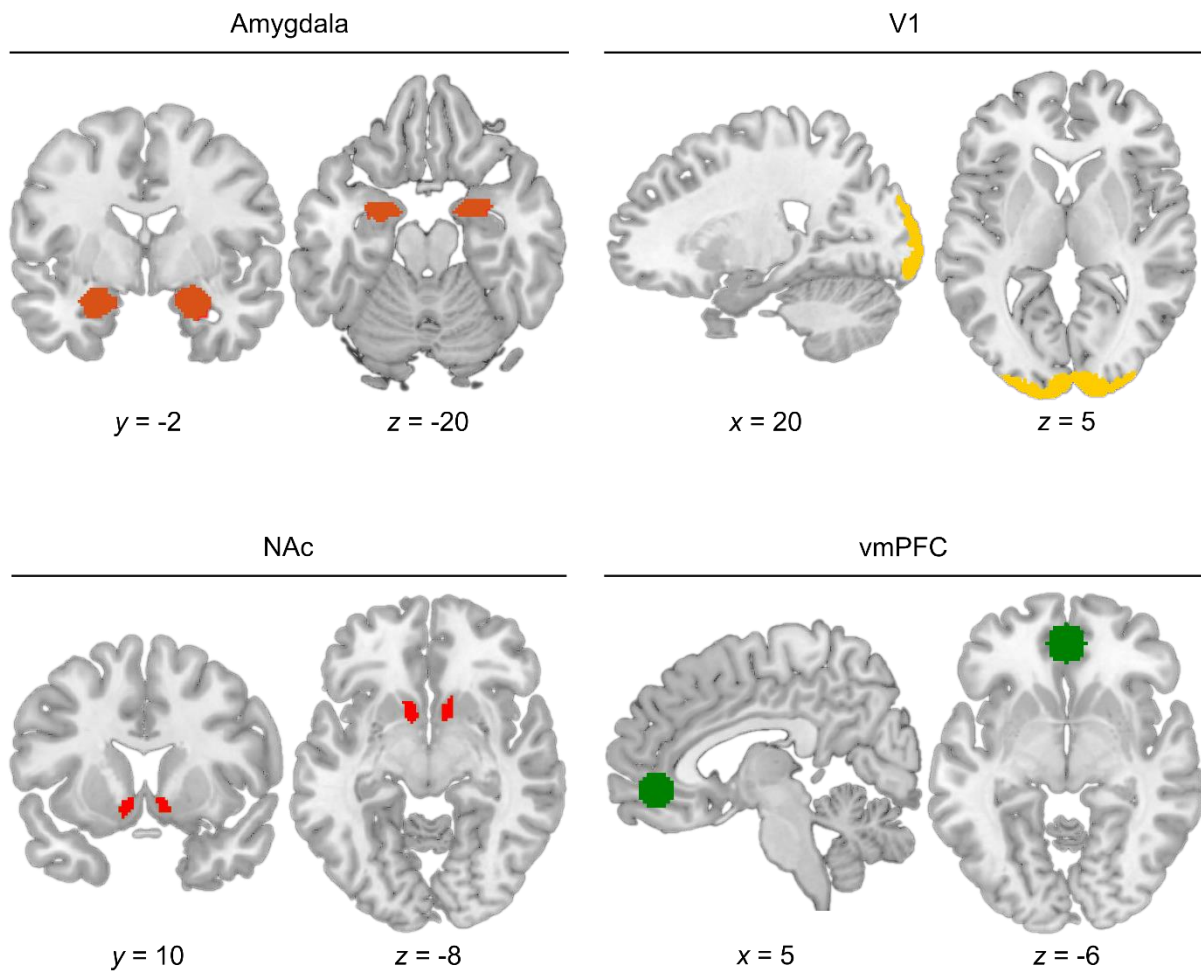 Amygdala
V1
y = -2
z = -20
x = 20
z = 5
NAc
vmPFC
y = 10
z = -8
x = 5
z = -6